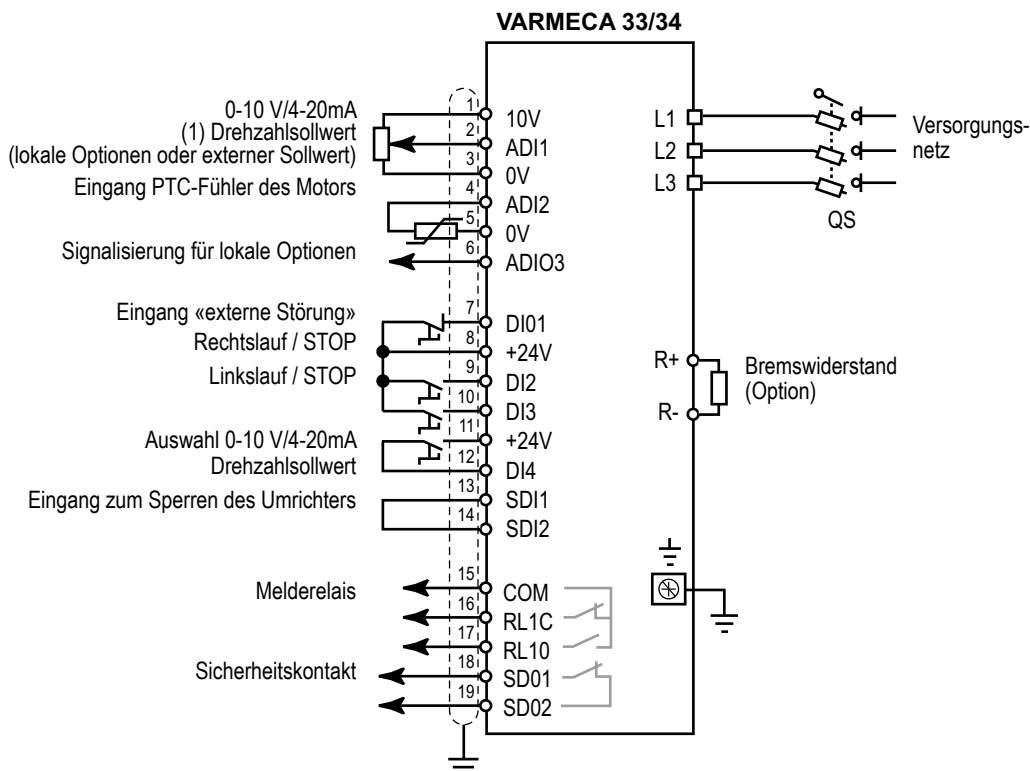 VARMECA 33/34
0-10 V/4-20mA
(1) Drehzahlsollwert
(lokale Optionen oder externer Sollwert)
Eingang PTC-Fühler des Motors
Signalisierung für lokale Optionen
Eingang «externe Störung»
Rechtslauf / STOP
Linkslauf / STOP
Auswahl 0-10 V/4-20mA
Drehzahlsollwert
Eingang zum Sperren des Umrichters
Melderelais
Sicherheitskontakt
1 10V
2 ADI1
3 0V
4 ADI2
5 0V
6 ADIO3
7 DI01
8 +24V
9 DI2
10 DI3
11 +24V
12 DI4
13 SDI1
14 SDI2
15 COM
16 RL1C
17 RL10
18 SD01
19 SD02
L1
L2
L3
QS
Versorgungs-
netz
R+
R-
Bremswiderstand
(Option)